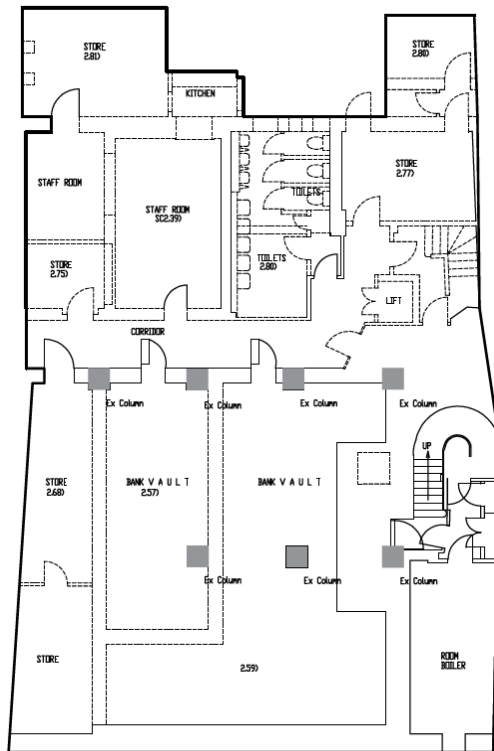 STORE
2.81)
STORE
2.80)
KITCHEN
STORE
2.77)
STAFF ROOM
STAFF ROOM
SC(2.39)
TOILETS
TOILETS
2.80)
STORE
2.75)
LIFT
CORRIDOR
Ex Column
Ex Column
Ex Column
Ex Column
UP
STORE
2.68)
BANK VAULT
2.57)
BANK VAULT
Ex Column
Ex Column
Ex Column
STORE
2.59)
ROOM
BOILER